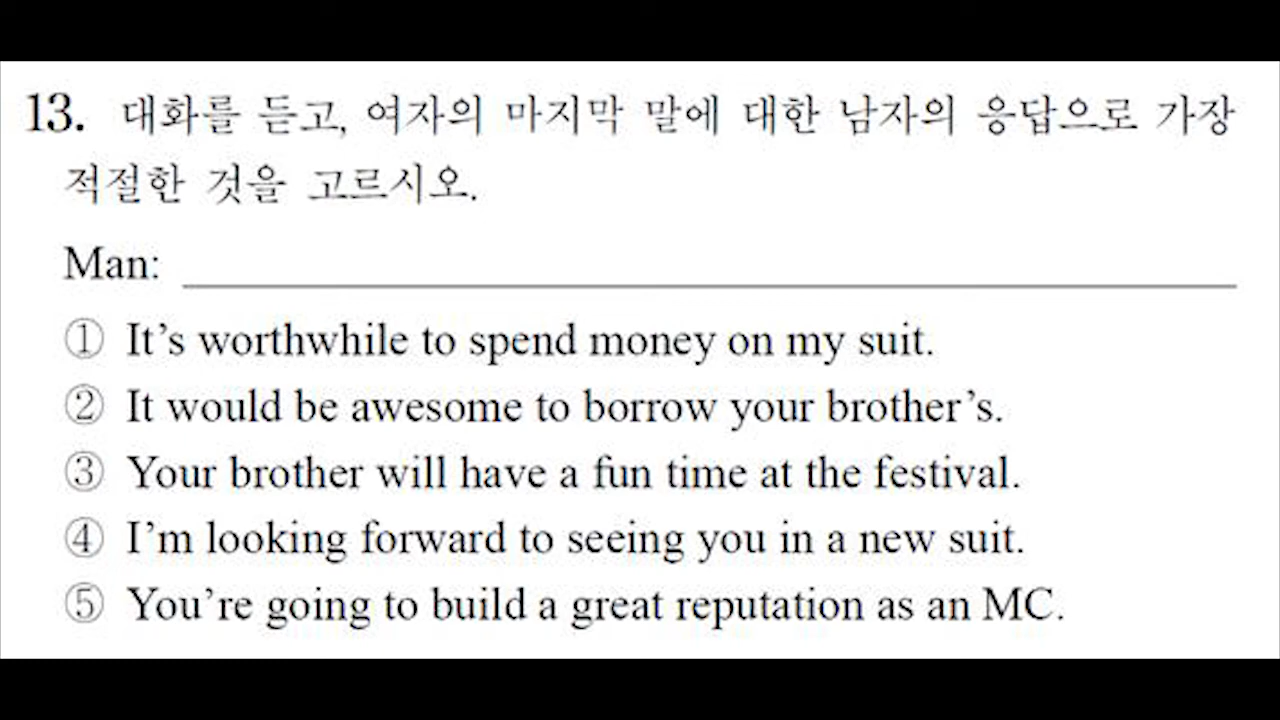 13. 대화를 듣고, 여자의 마지막 말에 대한 남자의 응답으로 가장
적절한 것을 고르시오.
Man:
① It’s worthwhile to spend money on my suit.
② It would be awesome to borrow your brother’s.
③ Your brother will have a fun time at the festival.
④ I’m looking forward to seeing you in a new suit.
⑤ You’re going to build a great reputation as an MC.